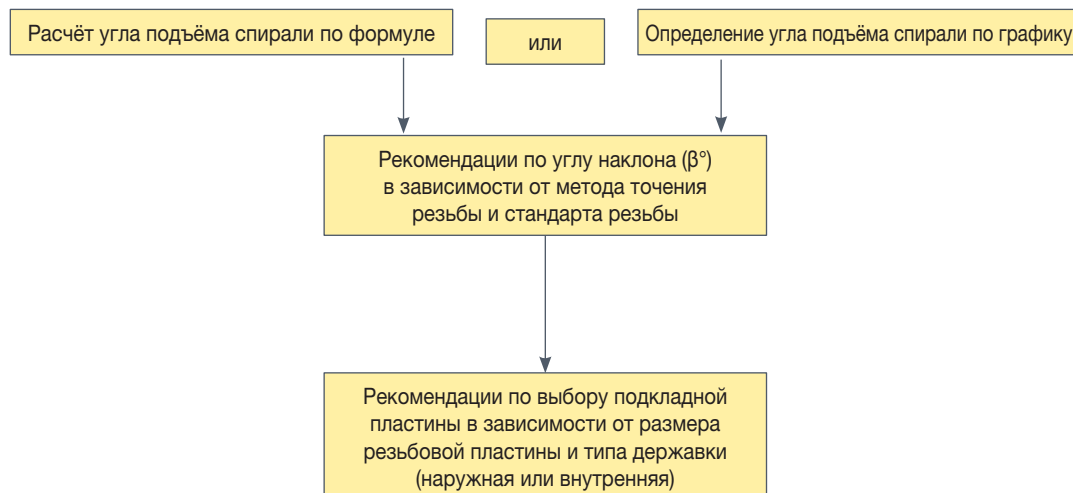 Расчёт угла подъёма спирали по формуле
или
Определение угла подъёма спирали по графику
Рекомендации по углу наклона (β°)
в зависимости от метода точения
резьбы и стандарта резьбы
Рекомендации по выбору подкладной
пластины в зависимости от размера
резьбовой пластины и типа державки
(наружная или внутренняя)